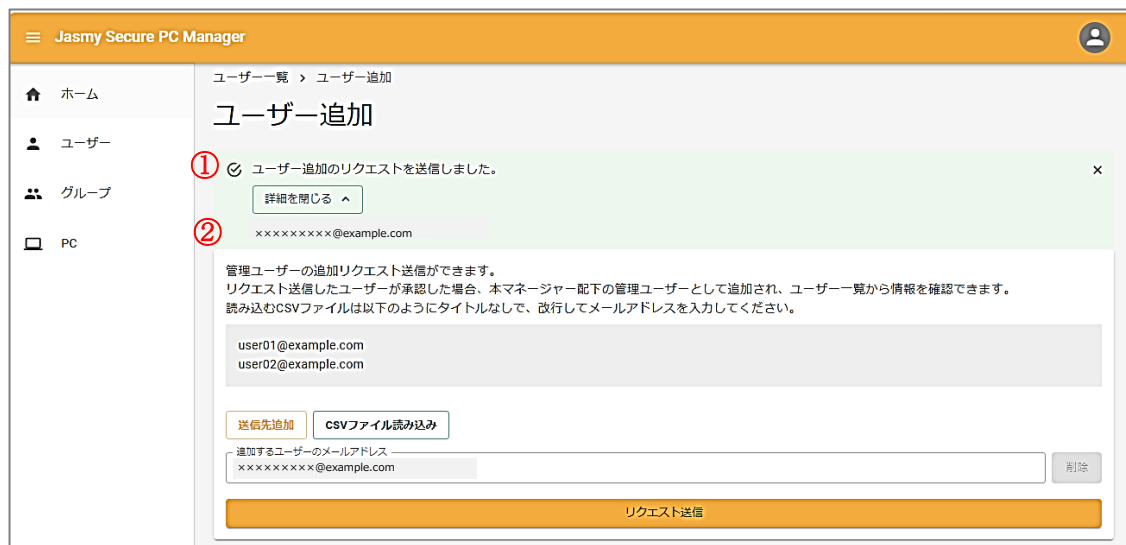 Jasmy Secure PC Manager
ホーム
ユーザー
グループ
PC
ユーザー一覧 › ユーザー追加
ユーザー追加
① ユーザー追加のリクエストを送信しました。 ×
詳細を閉じる
② ×××××××××@example.com
管理ユーザーの追加リクエスト送信ができます。
リクエスト送信したユーザーが承認した場合、本マネージャー配下の管理ユーザーとして追加され、ユーザー一覧から情報を確認できます。
読み込むCSVファイルは以下のようにタイトルなしで、改行してメールアドレスを入力してください。
user01@example.com
user02@example.com
送信先追加 CSVファイル読み込み
追加するユーザーのメールアドレス
×××××××××@example.com 削除
リクエスト送信